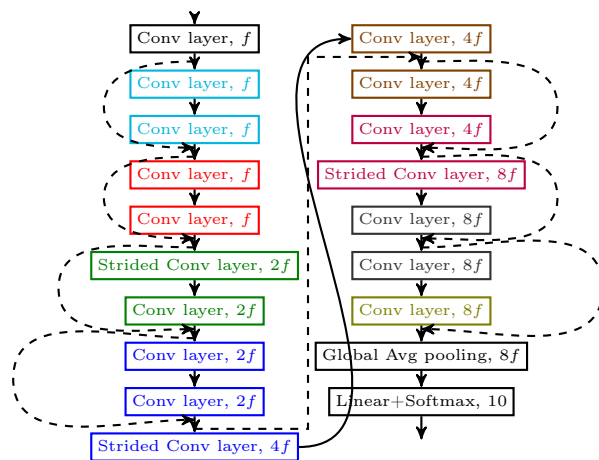 Conv layer, f
Conv layer, f
Conv layer, f
Conv layer, f
Conv layer, f
Strided Conv layer, 2f
Conv layer, 2f
Conv layer, 2f
Conv layer, 2f
Strided Conv layer, 4f
Conv layer, 4f
Conv layer, 4f
Conv layer, 4f
Strided Conv layer, 8f
Conv layer, 8f
Conv layer, 8f
Conv layer, 8f
Global Avg pooling, 8f
Linear+Softmax, 10